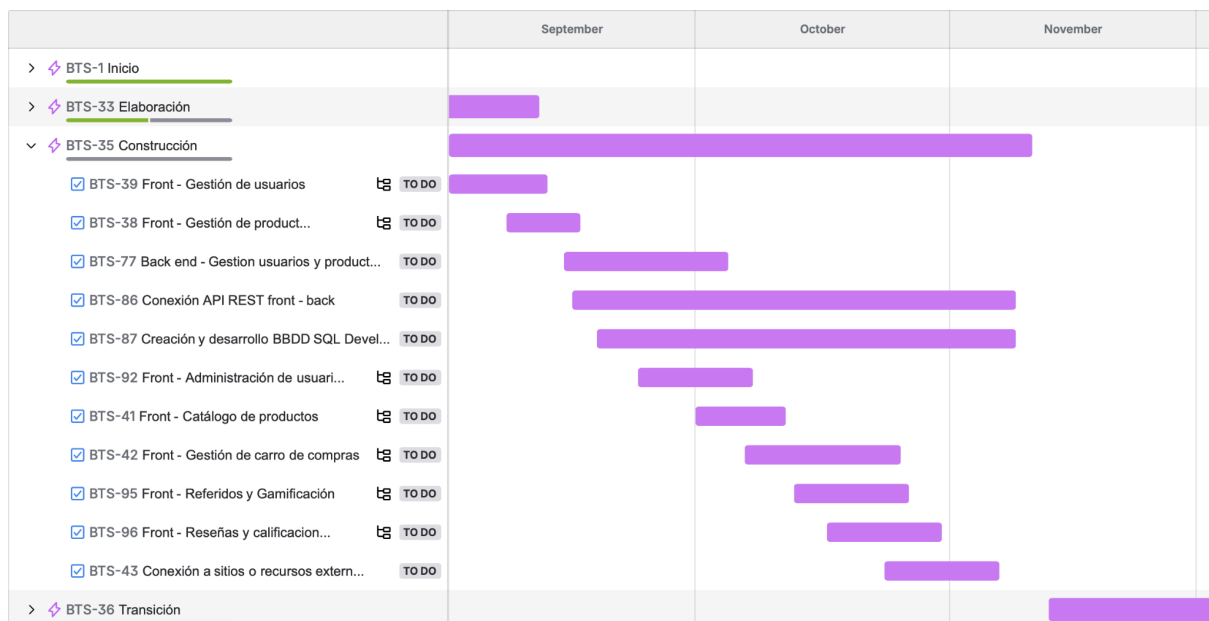 September October November
BTS-1 Inicio
BTS-33 Elaboración
BTS-35 Construcción
BTS-39 Front - Gestión de usuarios TO DO
BTS-38 Front - Gestión de product... TO DO
BTS-77 Back end - Gestion usuarios y product... TO DO
BTS-86 Conexión API REST front - back TO DO
BTS-87 Creación y desarrollo BBDD SQL Devel... TO DO
BTS-92 Front - Administración de usuari... TO DO
BTS-41 Front - Catálogo de productos TO DO
BTS-42 Front - Gestión de carro de compras TO DO
BTS-95 Front - Referidos y Gamificación TO DO
BTS-96 Front - Reseñas y calificacion... TO DO
BTS-43 Conexión a sitios o recursos extern... TO DO
BTS-36 Transición